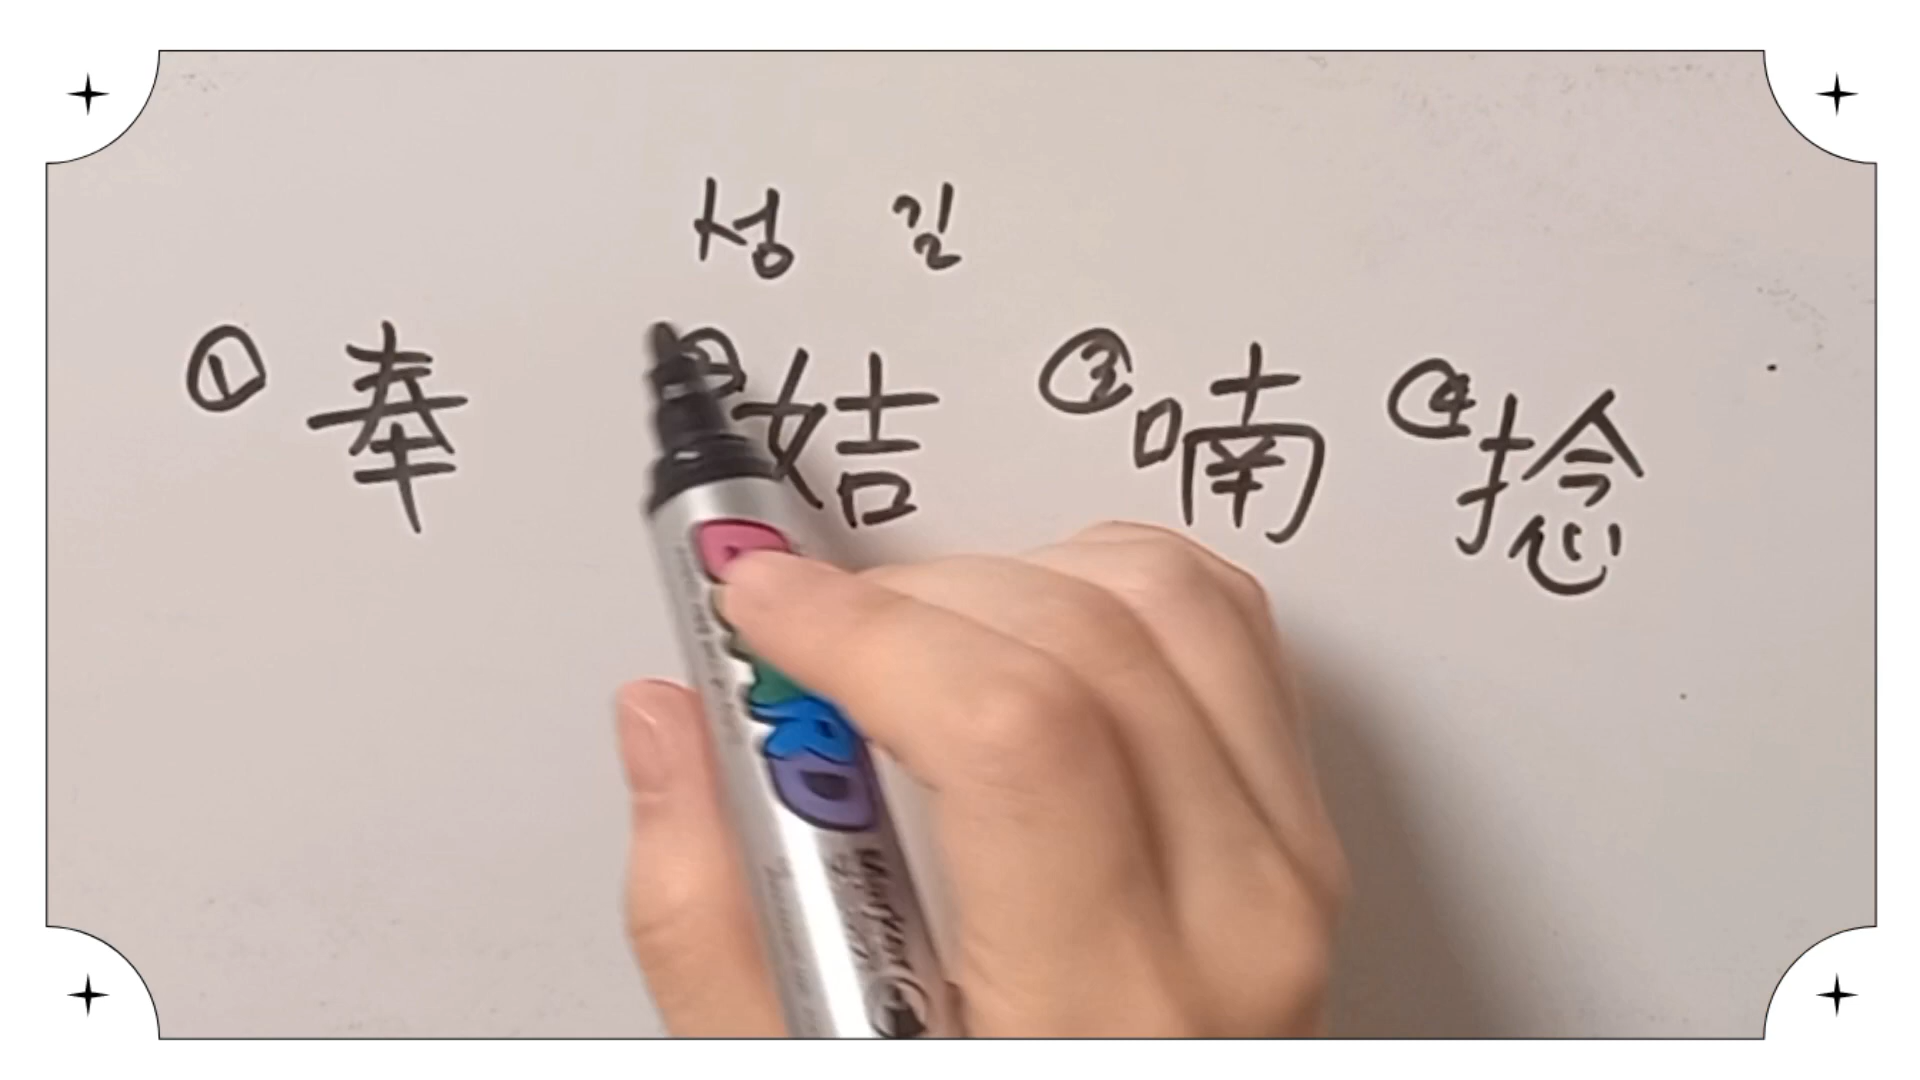 성 길
① 奉 ② 姞 ③ 喃 ④ 捻